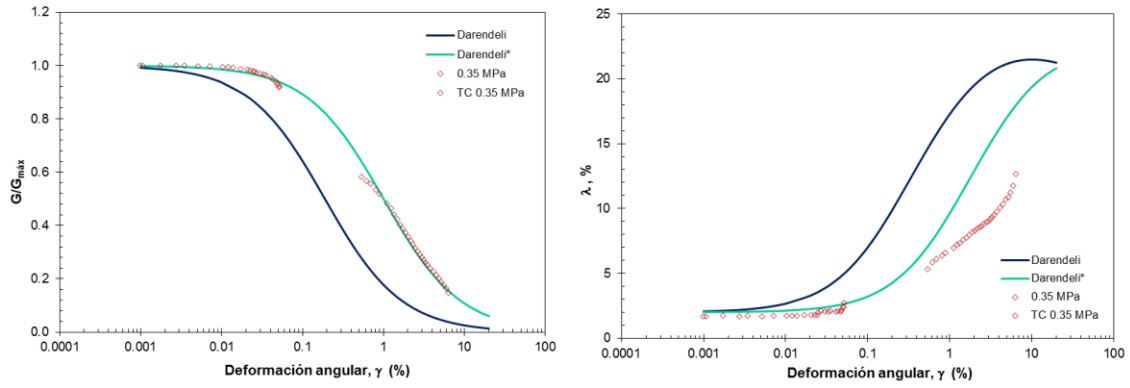 1.2
1.0
0.8
0.6
0.4
0.2
0.0
G/Gmáx
0.0001 0.001 0.01 0.1 1 10 100
Deformación angular, γ (%)
Darendeli
Darendeli*
0.35 MPa
TC 0.35 MPa
25
20
15
10
5
0
λ , %
0.0001 0.001 0.01 0.1 1 10 100
Deformación angular, γ (%)
Darendeli
Darendeli*
0.35 MPa
TC 0.35 MPa